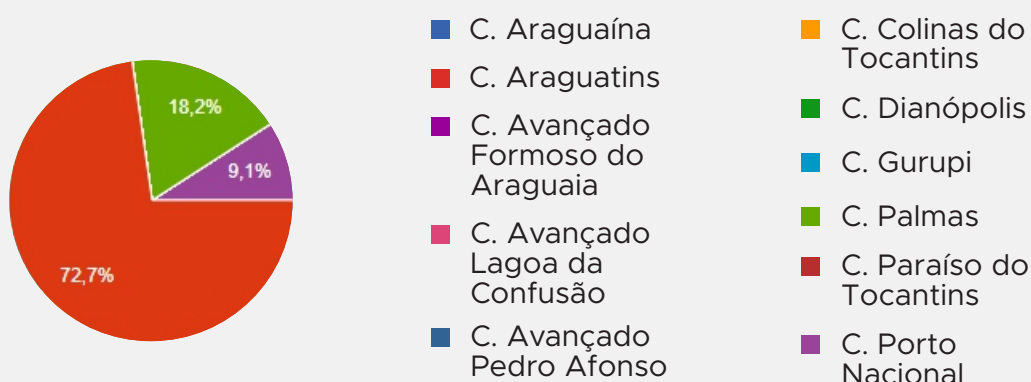 18,2%
9,1%
72,7%
C. Araguaína
C. Araguatins
C. Avançado
Formoso do
Araguaia
C. Avançado
Lagoa da
Confusão
C. Avançado
Pedro Afonso
C. Colinas do
Tocantins
C. Dianópolis
C. Gurupi
C. Palmas
C. Paraíso do
Tocantins
C. Porto
Nacional